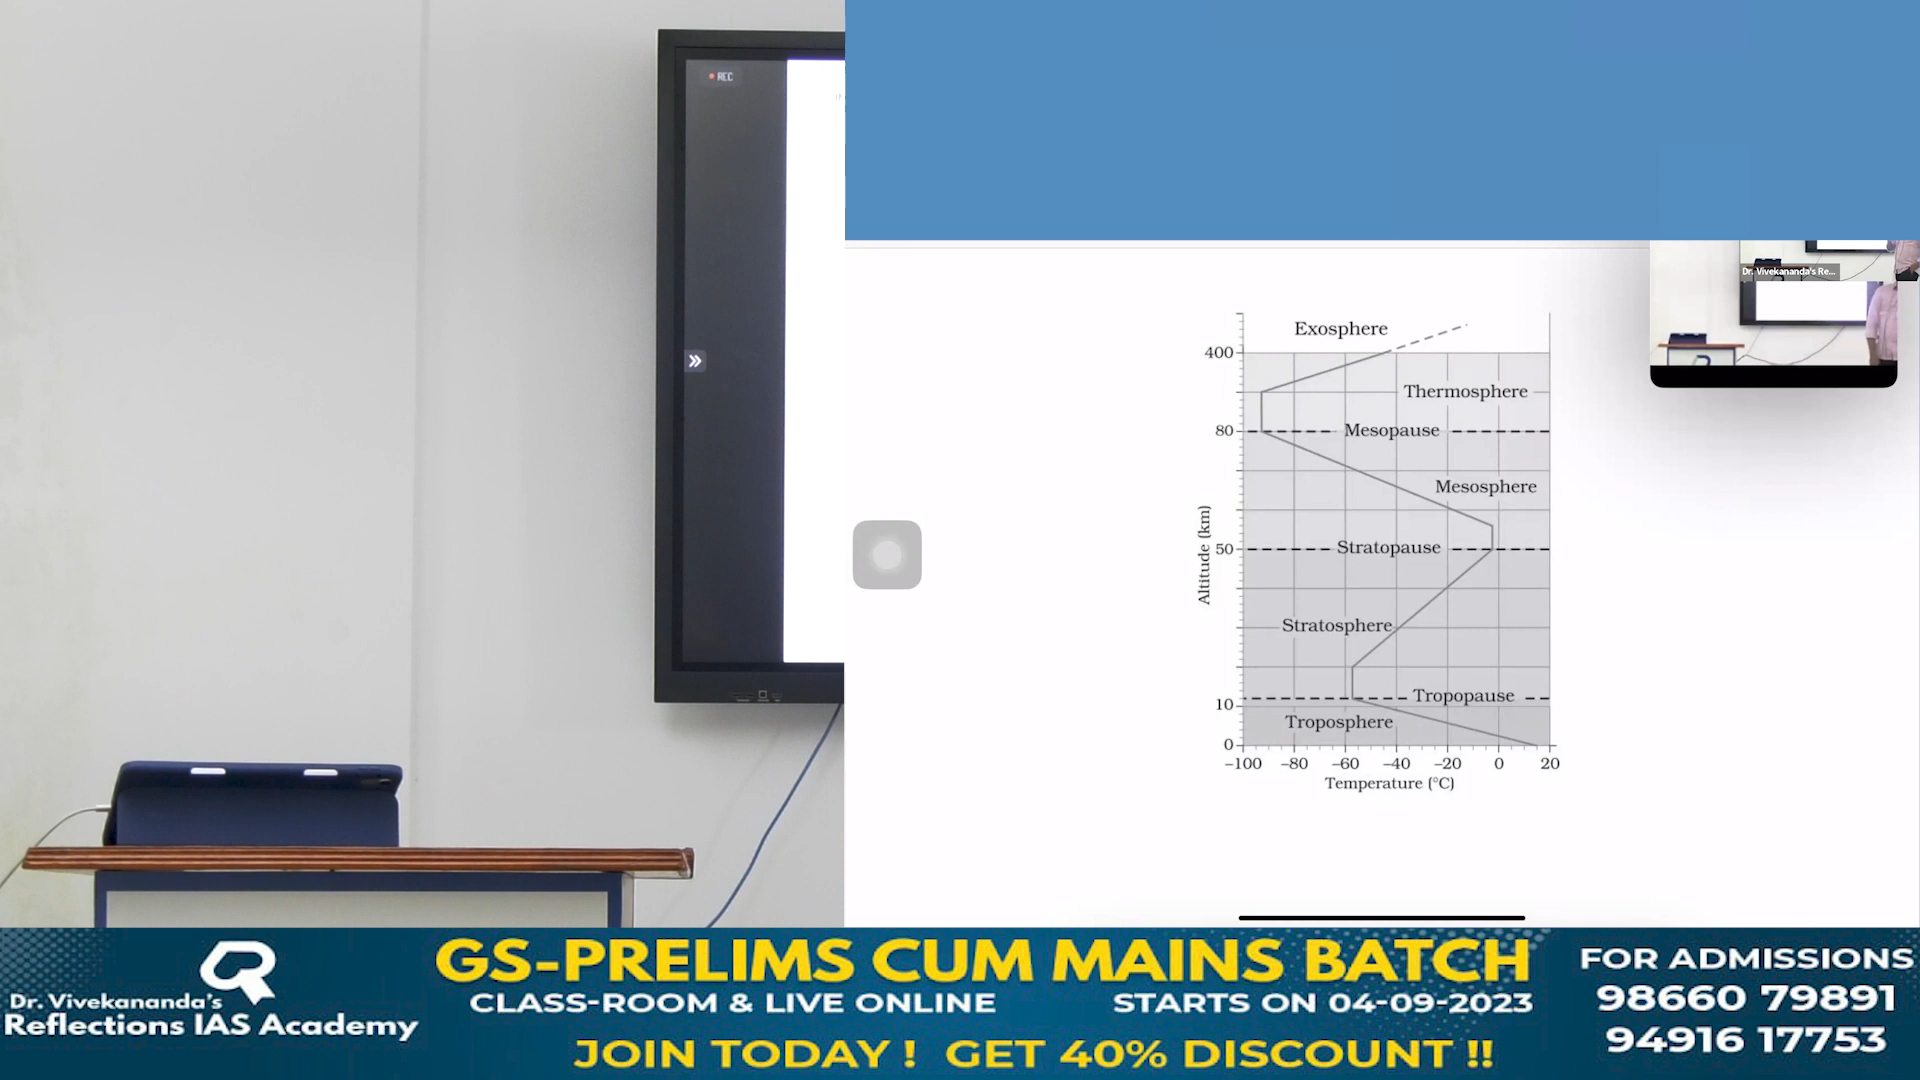 REC
Dr. Vivekananda's Re...
Exosphere
400
Thermosphere
80
Mesopause
Mesosphere
Altitude (km)
50
Stratopause
Stratosphere
10
Tropopause
Troposphere
0
–100 –80 –60 –40 –20 0 20
Temperature (°C)
Dr. Vivekananda's
Reflections IAS Academy
GS-PRELIMS CUM MAINS BATCH
CLASS-ROOM & LIVE ONLINE STARTS ON 04-09-2023
JOIN TODAY ! GET 40% DISCOUNT !!
FOR ADMISSIONS
98660 79891
94916 17753